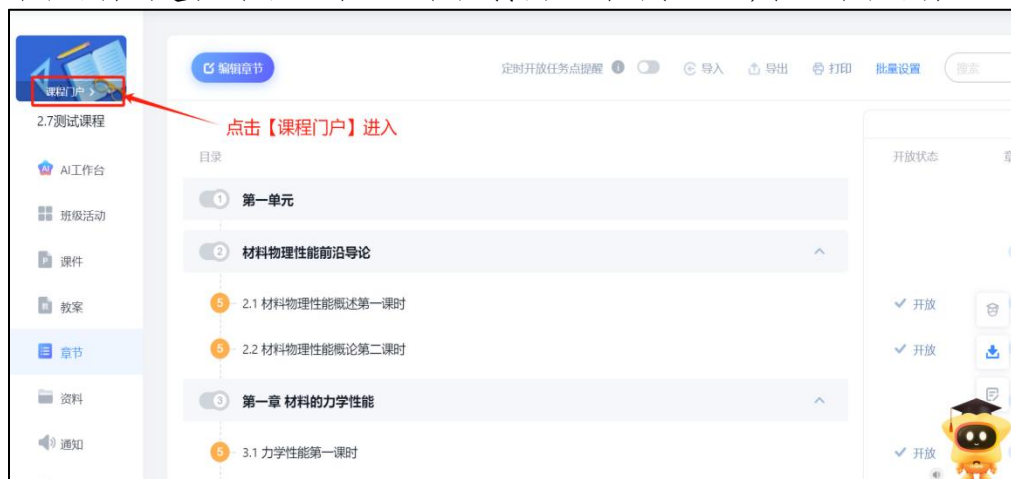 编辑章节
定时开放任务点提醒
导入
导出
打印
批量设置
搜索
课程门户 >
2.7测试课程
点击【课程门户】进入
目录
开放状态
AI工作台
1 第一单元
班级活动
2 材料物理性能前沿导论
课件
教案
5 2.1 材料物理性能概述第一课时
开放
章节
5 2.2 材料物理性能概论第二课时
开放
资料
3 第一章 材料的力学性能
通知
5 3.1 力学性能第一课时
开放